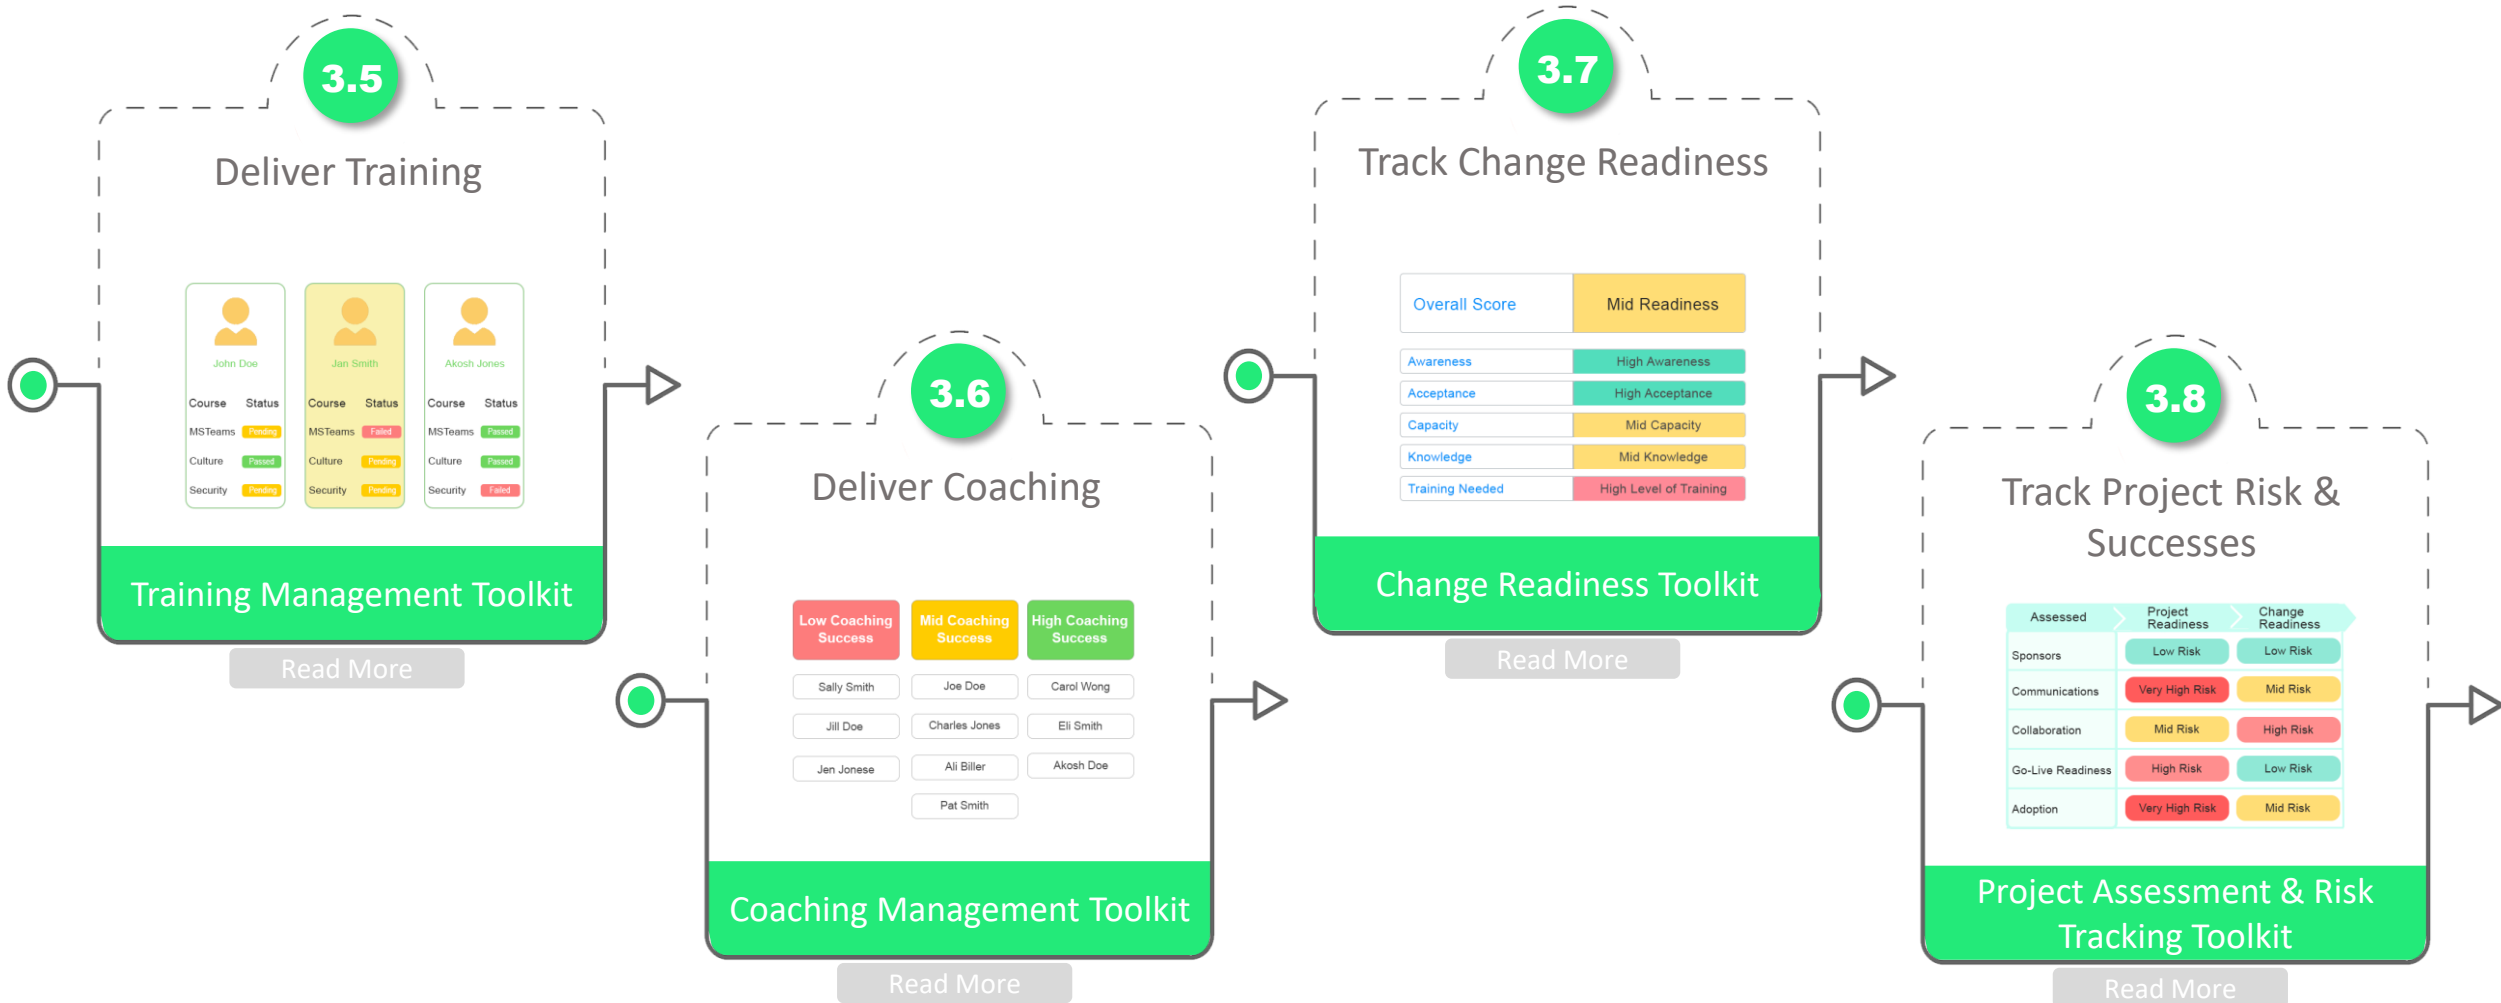 3.5
Deliver Training
John Doe
Course Status
MSTeams Pending
Culture Passed
Security Pending
Jan Smith
Course Status
MSTeams Failed
Culture Pending
Security Pending
Akosh Jones
Course Status
MSTeams Passed
Culture Passed
Security Failed
Training Management Toolkit
Read More
3.6
Deliver Coaching
Low Coaching
Success
Sally Smith
Jill Doe
Jen Jonese
Mid Coaching
Success
Joe Doe
Charles Jones
Ali Biller
Pat Smith
High Coaching
Success
Carol Wong
Eli Smith
Akosh Doe
Coaching Management Toolkit
Read More
3.7
Track Change Readiness
Overall Score Mid Readiness
Awareness High Awareness
Acceptance High Acceptance
Capacity Mid Capacity
Knowledge Mid Knowledge
Training Needed High Level of Training
Change Readiness Toolkit
Read More
3.8
Track Project Risk &
Successes
Assessed Project Readiness Change Readiness
Sponsors Low Risk Low Risk
Communications Very High Risk Mid Risk
Collaboration Mid Risk High Risk
Go-Live Readiness High Risk Low Risk
Adoption Very High Risk Mid Risk
Project Assessment & Risk
Tracking Toolkit
Read More